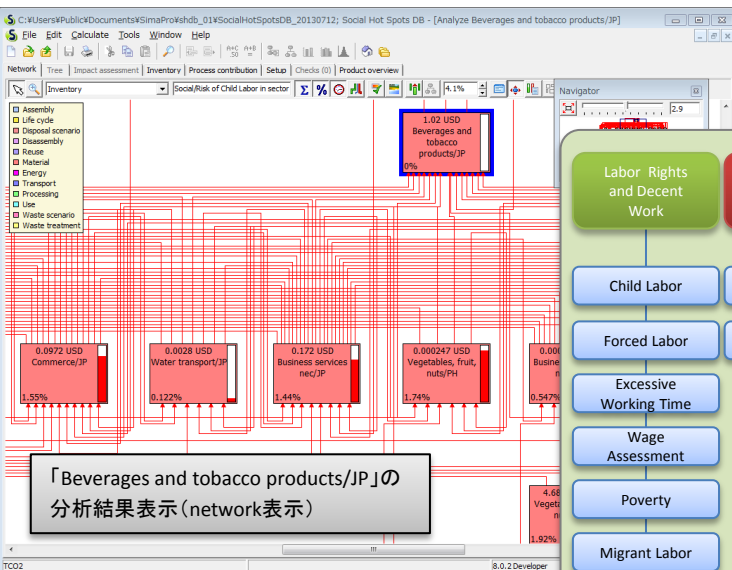 C:¥Users¥Public¥Documents¥SimaPro¥shdb_01¥SocialHotSpotsDB_20130712; Social Hot Spots DB - [Analyze Beverages and tobacco products/JP]
File Edit Calculate Tools Window Help
Network Tree Impact assessment Inventory Process contribution Setup Checks (0) Product overview
Inventory
Social/Risk of Child Labor in sector
4.1%
Navigator
2.9
Assembly
Life cycle
Disposal scenario
Disassembly
Reuse
Material
Energy
Transport
Processing
Use
Waste scenario
Waste treatment
1.02 USD
Beverages and
tobacco
products/JP
0%
0.0972 USD
Commerce/JP
1.55%
0.0028 USD
Water transport/JP
0.122%
0.172 USD
Business services
nec/JP
1.44%
0.000247 USD
Vegetables, fruit,
nuts/PH
1.74%
0.547%
1.92%
Labor Rights
and Decent
Work
Child Labor
Forced Labor
Excessive
Working Time
Wage
Assessment
Poverty
Migrant Labor
「Beverages and tobacco products/JP」の
分析結果表示（network表示）
TCO2
8.0.2 Developer